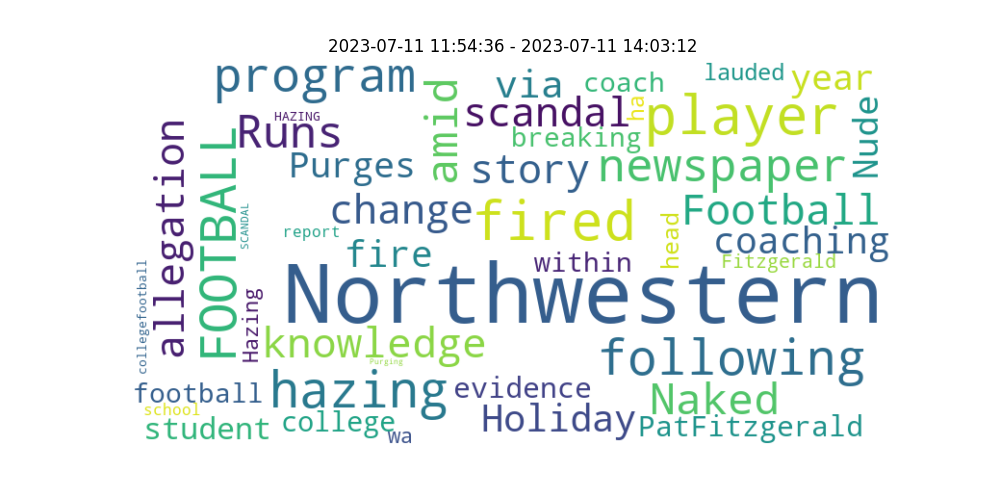 2023-07-11 11:54:36 - 2023-07-11 14:03:12
program
via
coach
lauded
year
HAZING
Runs
amid
scandal
ha
player
breaking
Nude
allegation
FOOTBALL
Purges
story
newspaper
SCANDAL
change
fired
Football
report
fire
within
head
coaching
Fitzgerald
collegefootball
Hazing
Northwestern
knowledge
Purging
following
football
hazing
evidence
Naked
school
student
college
wa
Holiday
PatFitzgerald